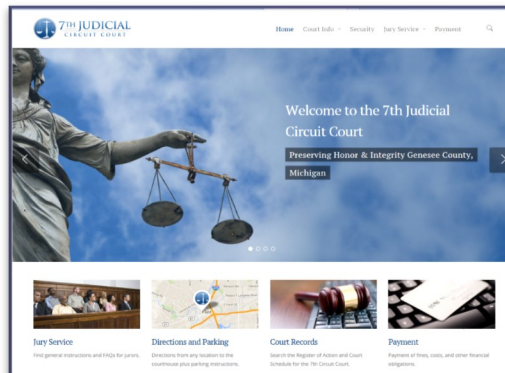 7TH JUDICIAL
CIRCUIT COURT
Home Court Info Security Jury Service Payment
Welcome to the 7th Judicial
Circuit Court
Preserving Honor & Integrity Genesee County,
Michigan
Jury Service
Find general instructions and FAQs for jurors.
Directions and Parking
Directions from any location to the
courthouse plus parking instructions.
Court Records
Search the Register of Action and Court
Schedule for the 7th Circuit Court.
Payment
Payment of fines, costs, and other financial
obligations.